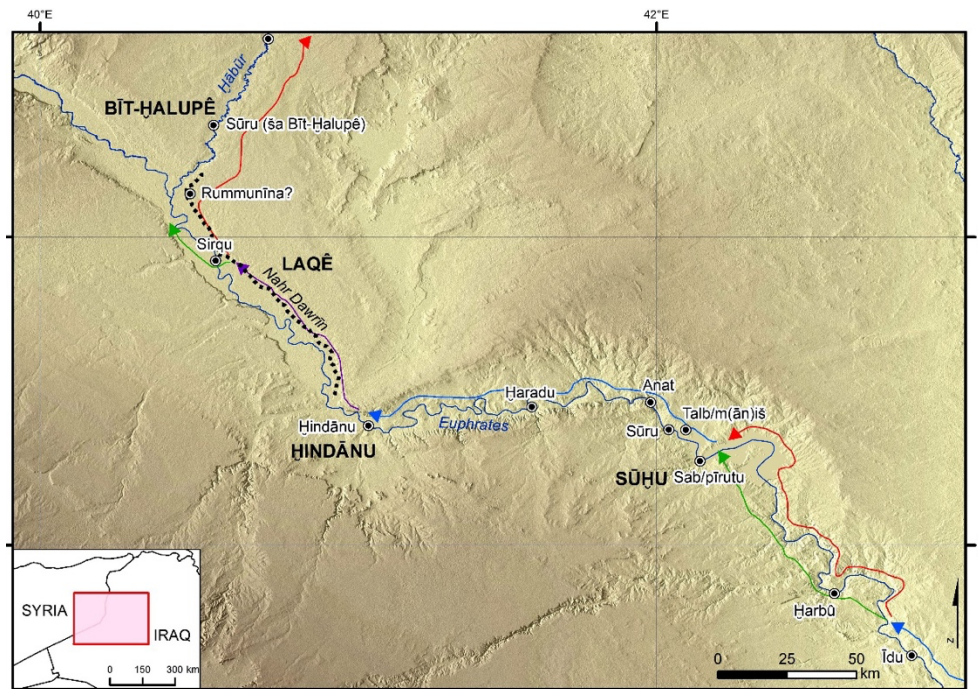 40°E
42°E
Ḫābūr
BĪT-ḪALUPÊ
Sūru (ša Bīt-Ḫalupê)
Rummunīna?
Sirqu
LAQÊ
Nahr Dawrīn
Ḫindānu
ḪINDĀNU
Ḫaradu
Euphrates
Anat
Talb/m(ān)iš
Sūru
SŪḪU
Sab/pīrutu
Ḫarbû
Īdu
SYRIA
IRAQ
0 150 300 km
0 25 50
km
z